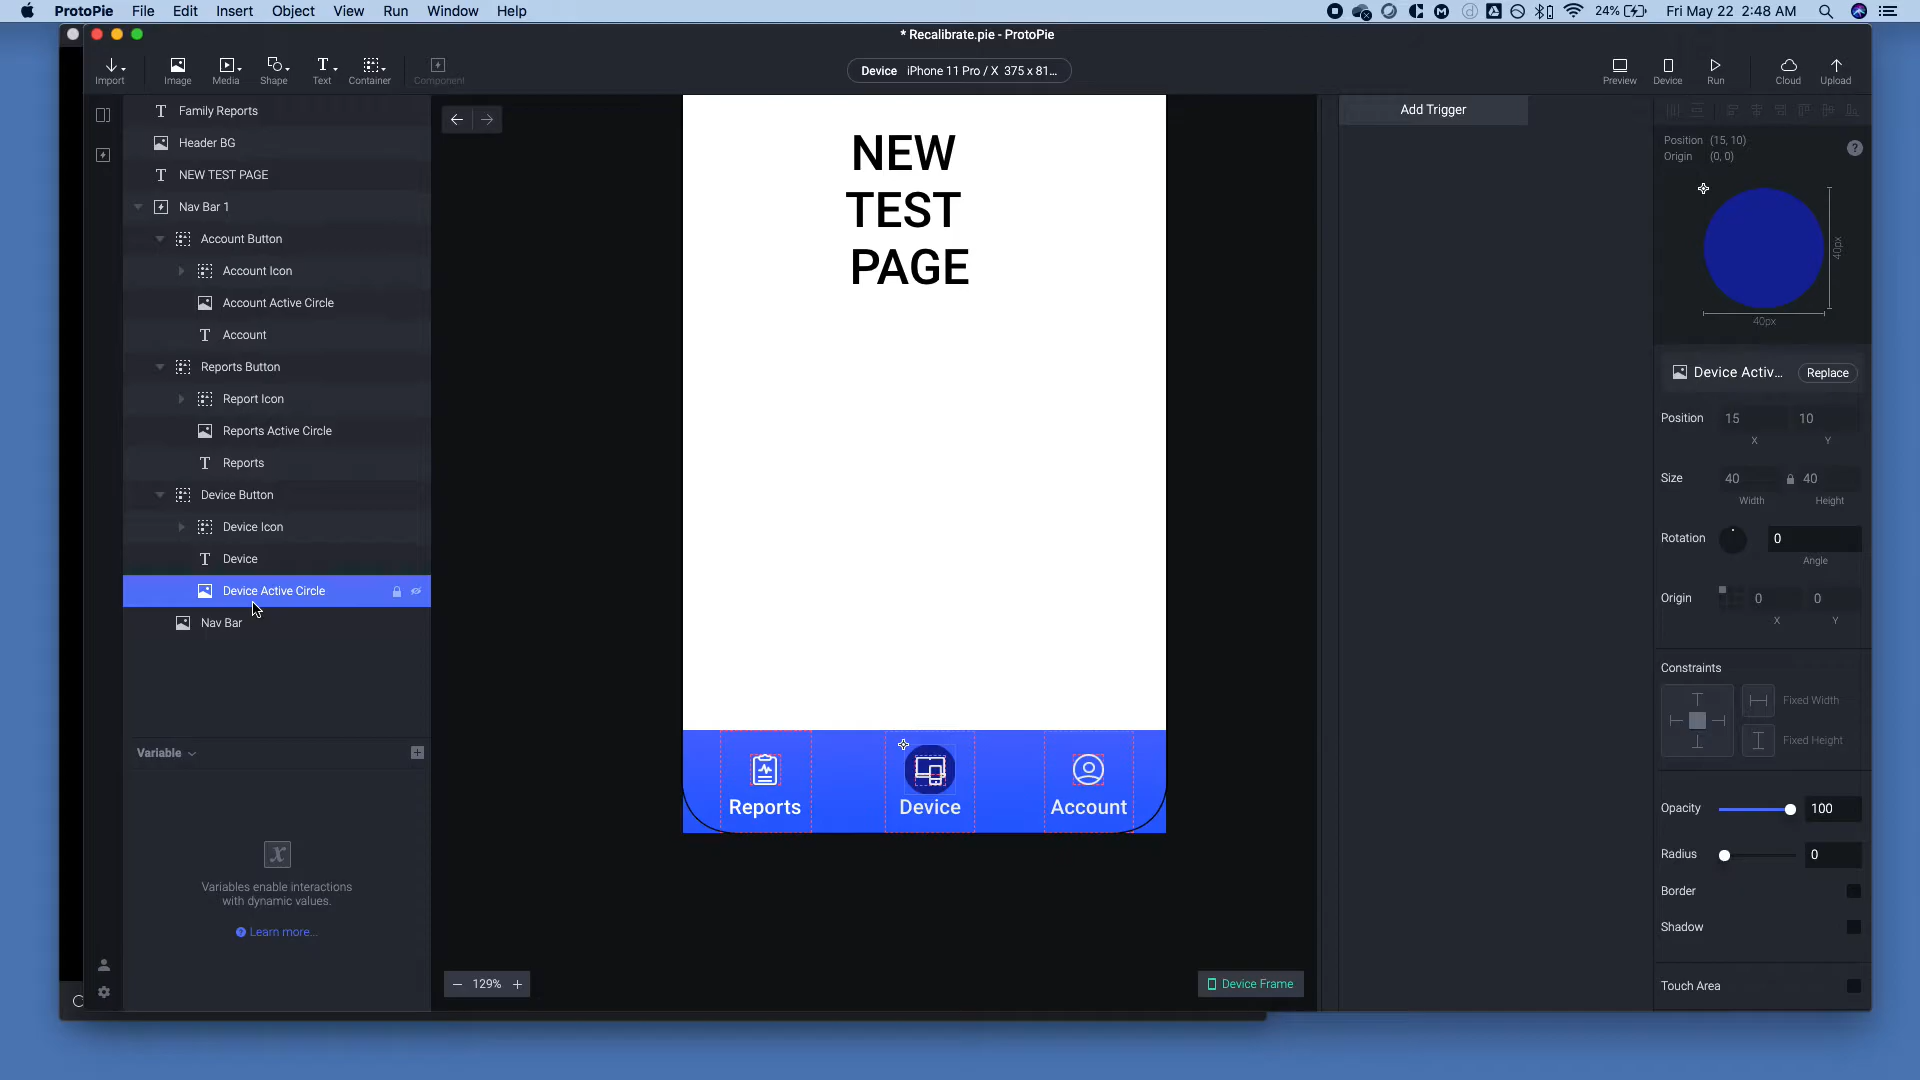 ProtoPie File Edit Insert Object View Run Window Help
24% Fri May 22 2:48 AM
* Recalibrate.pie - ProtoPie
Import Image Media Shape Text Container Component
Device iPhone 11 Pro / X 375 x 81...
Preview Device Run Cloud Upload
Family Reports
Header BG
NEW TEST PAGE
Nav Bar 1
Account Button
Account Icon
Account Active Circle
Account
Reports Button
Report Icon
Reports Active Circle
Reports
Device Button
Device Icon
Device
Device Active Circle
Nav Bar
Variable
x
Variables enable interactions
with dynamic values.
? Learn more...
NEW
TEST
PAGE
Reports Device Account
129%
Device Frame
Add Trigger
Position (15, 10)
Origin (0, 0)
?
40px
40px
Device Activ... Replace
Position 15 10
X Y
Size 40 40
Width Height
Rotation 0
Angle
Origin 0 0
X Y
Constraints
Fixed Width
Fixed Height
Opacity 100
Radius 0
Border
Shadow
Touch Area